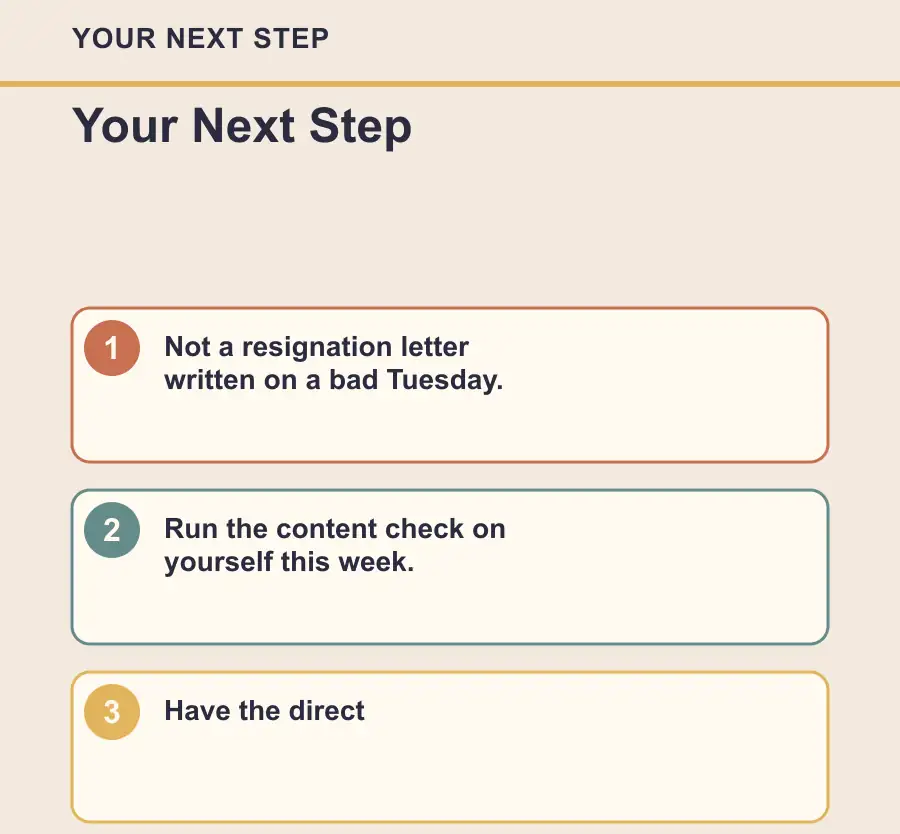 YOUR NEXT STEP
Your Next Step
1
Not a resignation letter
written on a bad Tuesday.
2
Run the content check on
yourself this week.
3
Have the direct